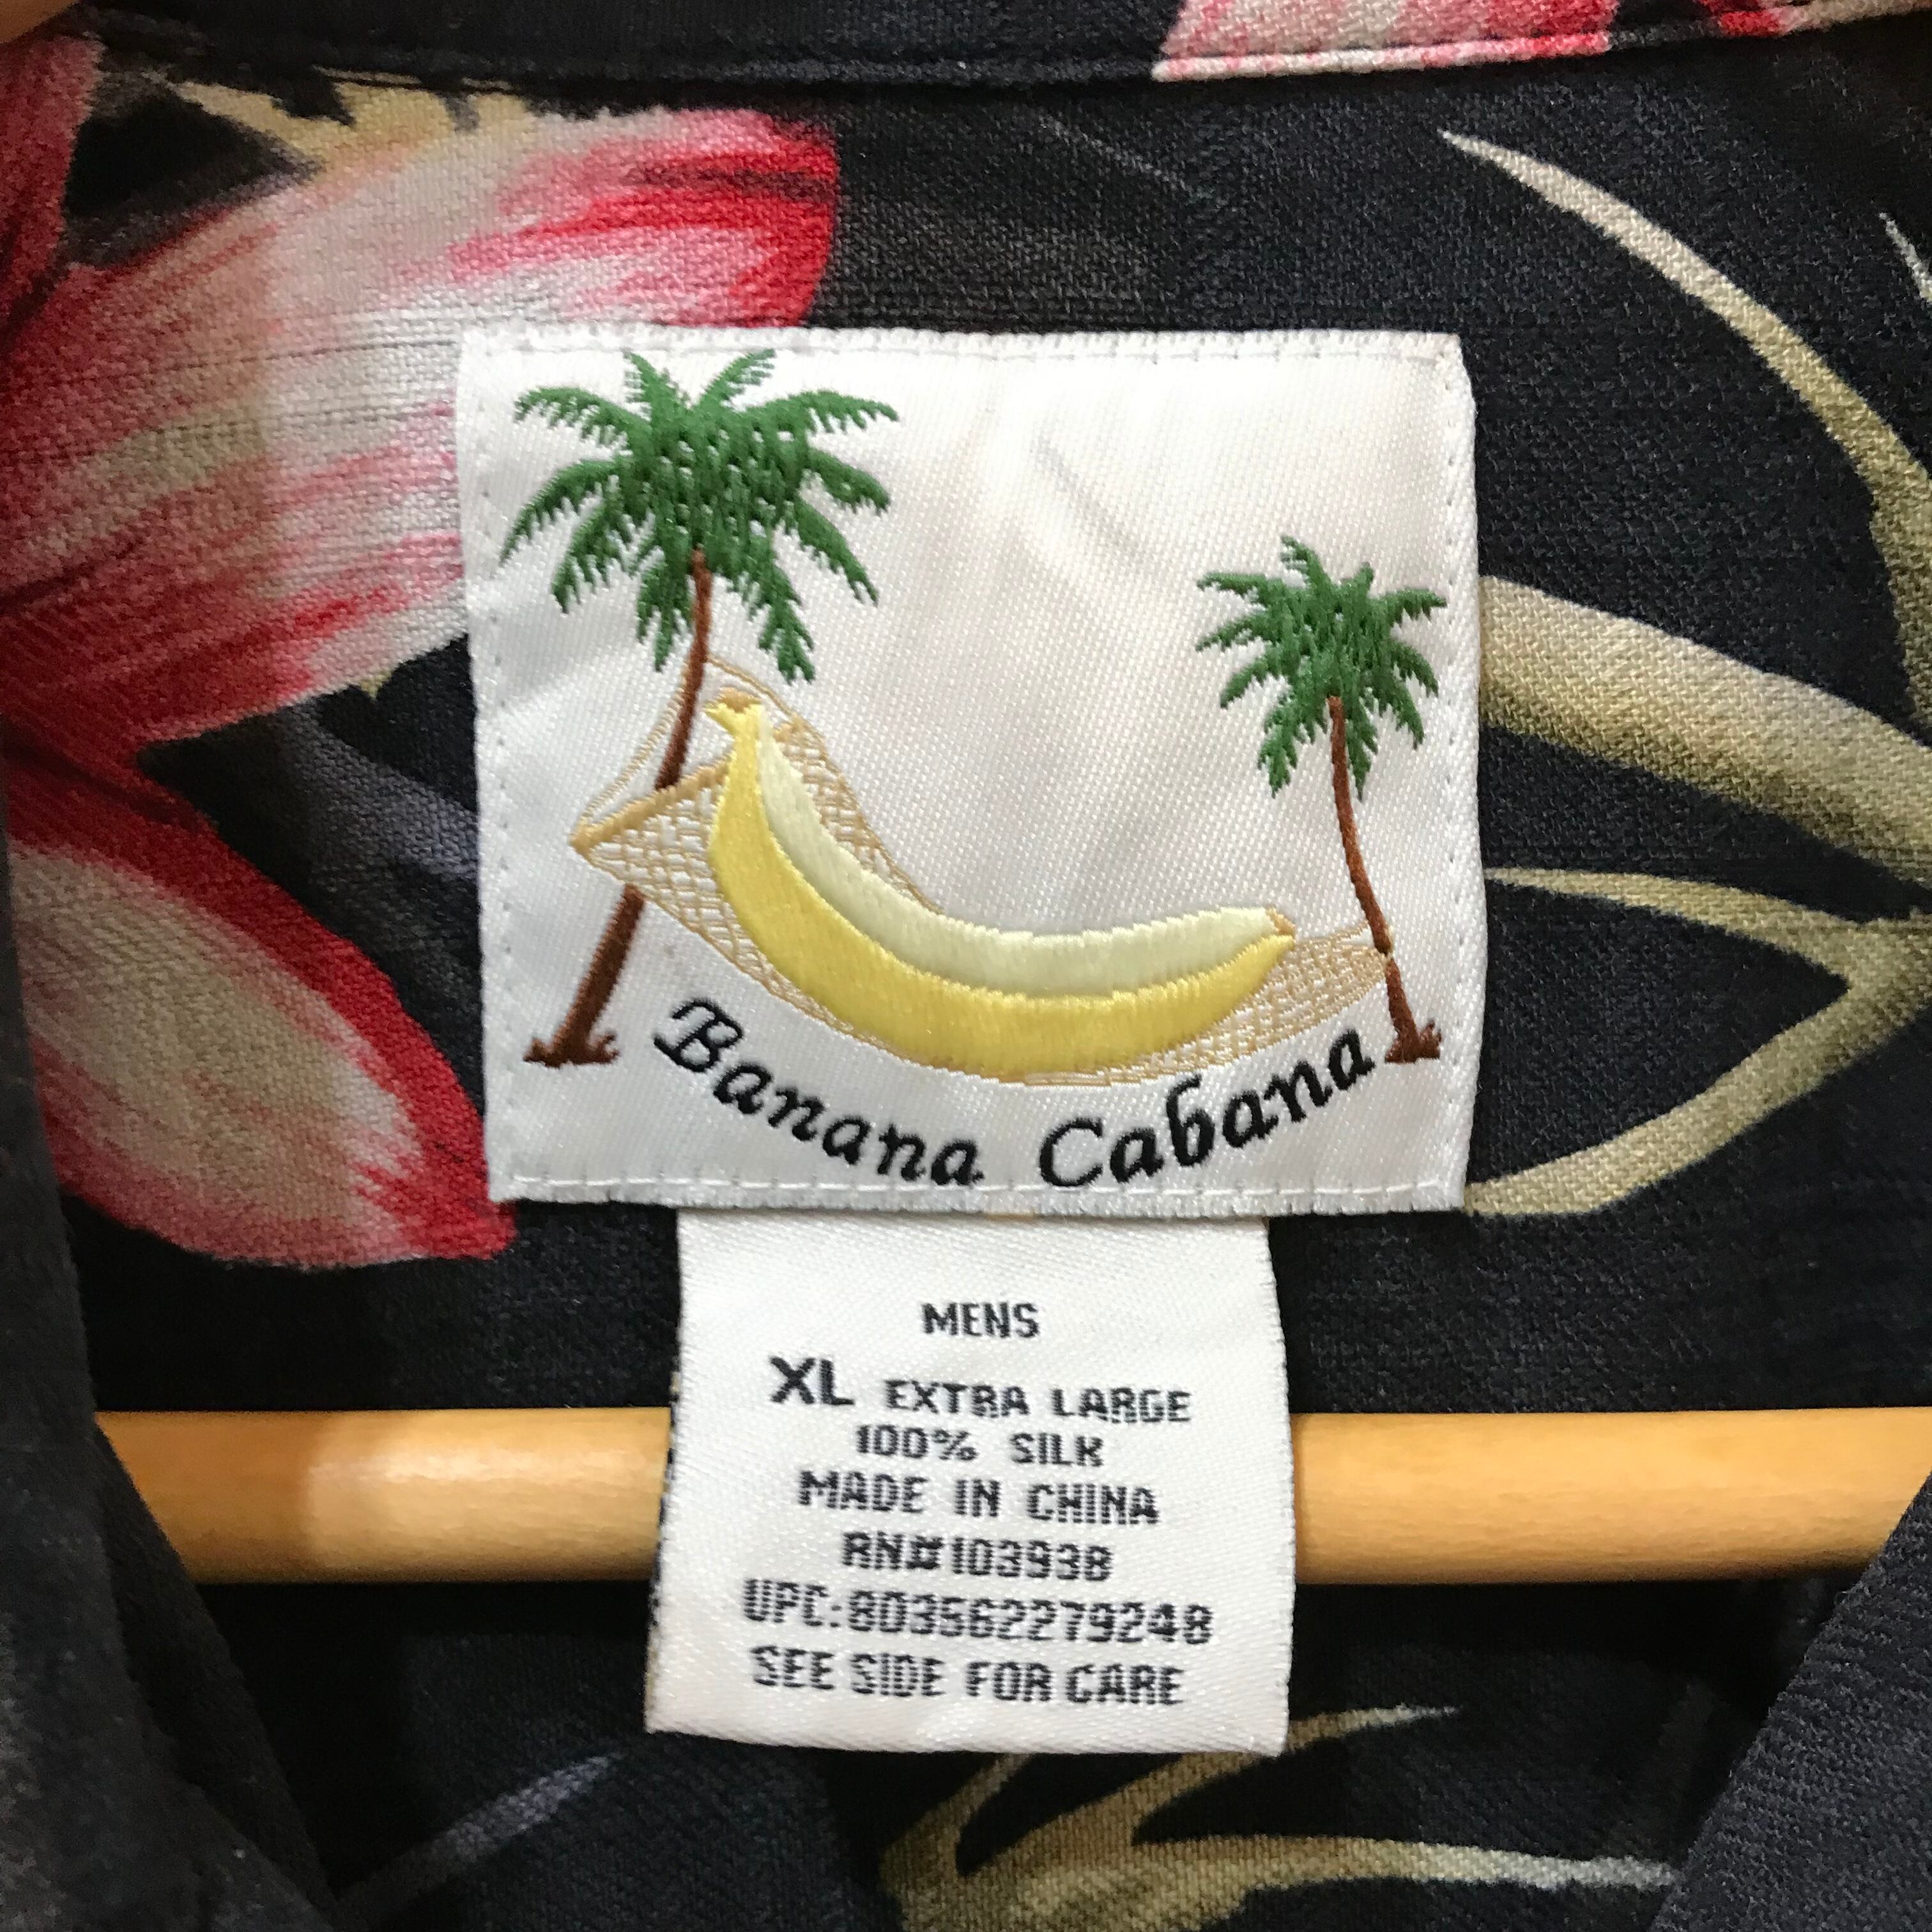 Banana Cabana
MENS
XL EXTRA LARGE
100% SILK
MADE IN CHINA
RN#103938
UPC:803562279248
SEE SIDE FOR CARE